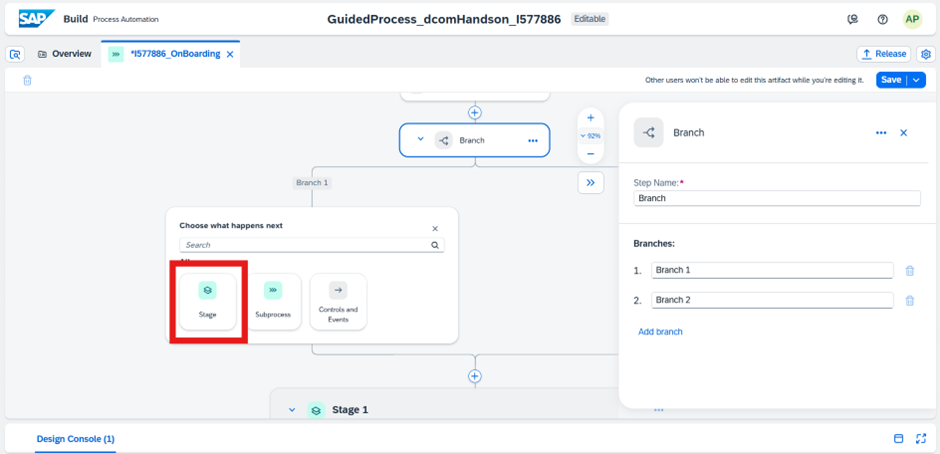 SAP Build Process Automation
GuidedProcess_dcomHandson_I577886 Editable
AP
Overview
*I577886_OnBoarding
Release
Other users won't be able to edit this artifact while you're editing it.
Save
Branch
92%
Branch 1
Choose what happens next
Search
Stage
Subprocess
Controls and
Events
Stage 1
Branch
Step Name:*
Branch
Branches:
1. Branch 1
2. Branch 2
Add branch
Design Console (1)